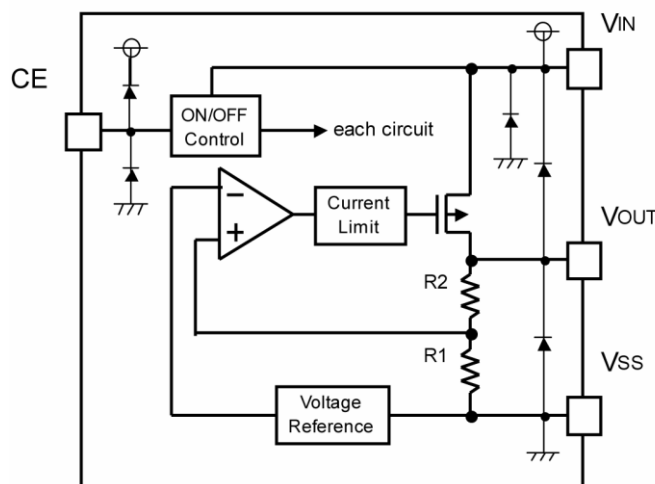 VIN
CE
ON/OFF
Control
each circuit
−
+
Current
Limit
VOUT
R2
R1
VSS
Voltage
Reference